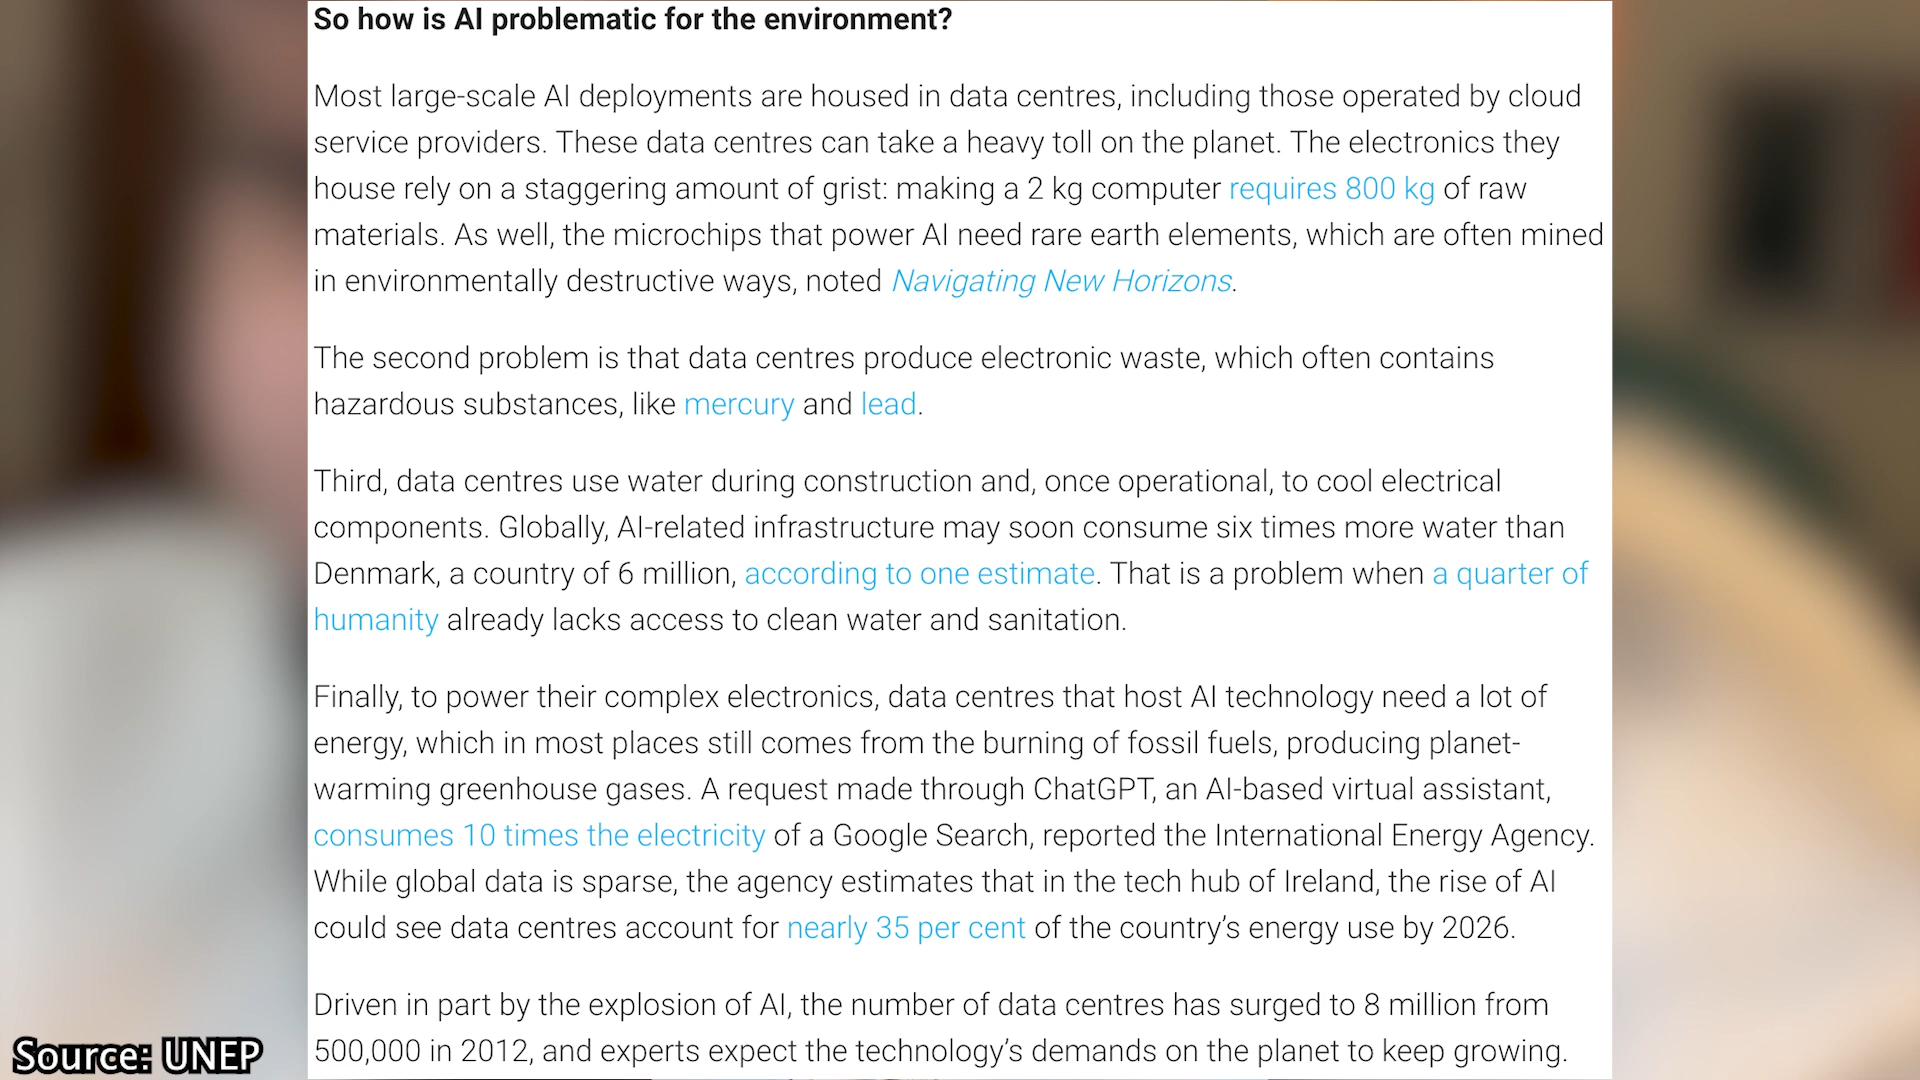 So how is AI problematic for the environment?
Most large-scale AI deployments are housed in data centres, including those operated by cloud
service providers. These data centres can take a heavy toll on the planet. The electronics they
house rely on a staggering amount of grist: making a 2 kg computer requires 800 kg of raw
materials. As well, the microchips that power AI need rare earth elements, which are often mined
in environmentally destructive ways, noted Navigating New Horizons.
The second problem is that data centres produce electronic waste, which often contains
hazardous substances, like mercury and lead.
Third, data centres use water during construction and, once operational, to cool electrical
components. Globally, AI-related infrastructure may soon consume six times more water than
Denmark, a country of 6 million, according to one estimate. That is a problem when a quarter of
humanity already lacks access to clean water and sanitation.
Finally, to power their complex electronics, data centres that host AI technology need a lot of
energy, which in most places still comes from the burning of fossil fuels, producing planet-
warming greenhouse gases. A request made through ChatGPT, an AI-based virtual assistant,
consumes 10 times the electricity of a Google Search, reported the International Energy Agency.
While global data is sparse, the agency estimates that in the tech hub of Ireland, the rise of AI
could see data centres account for nearly 35 per cent of the country's energy use by 2026.
Driven in part by the explosion of AI, the number of data centres has surged to 8 million from
500,000 in 2012, and experts expect the technology's demands on the planet to keep growing.
Source: UNEP